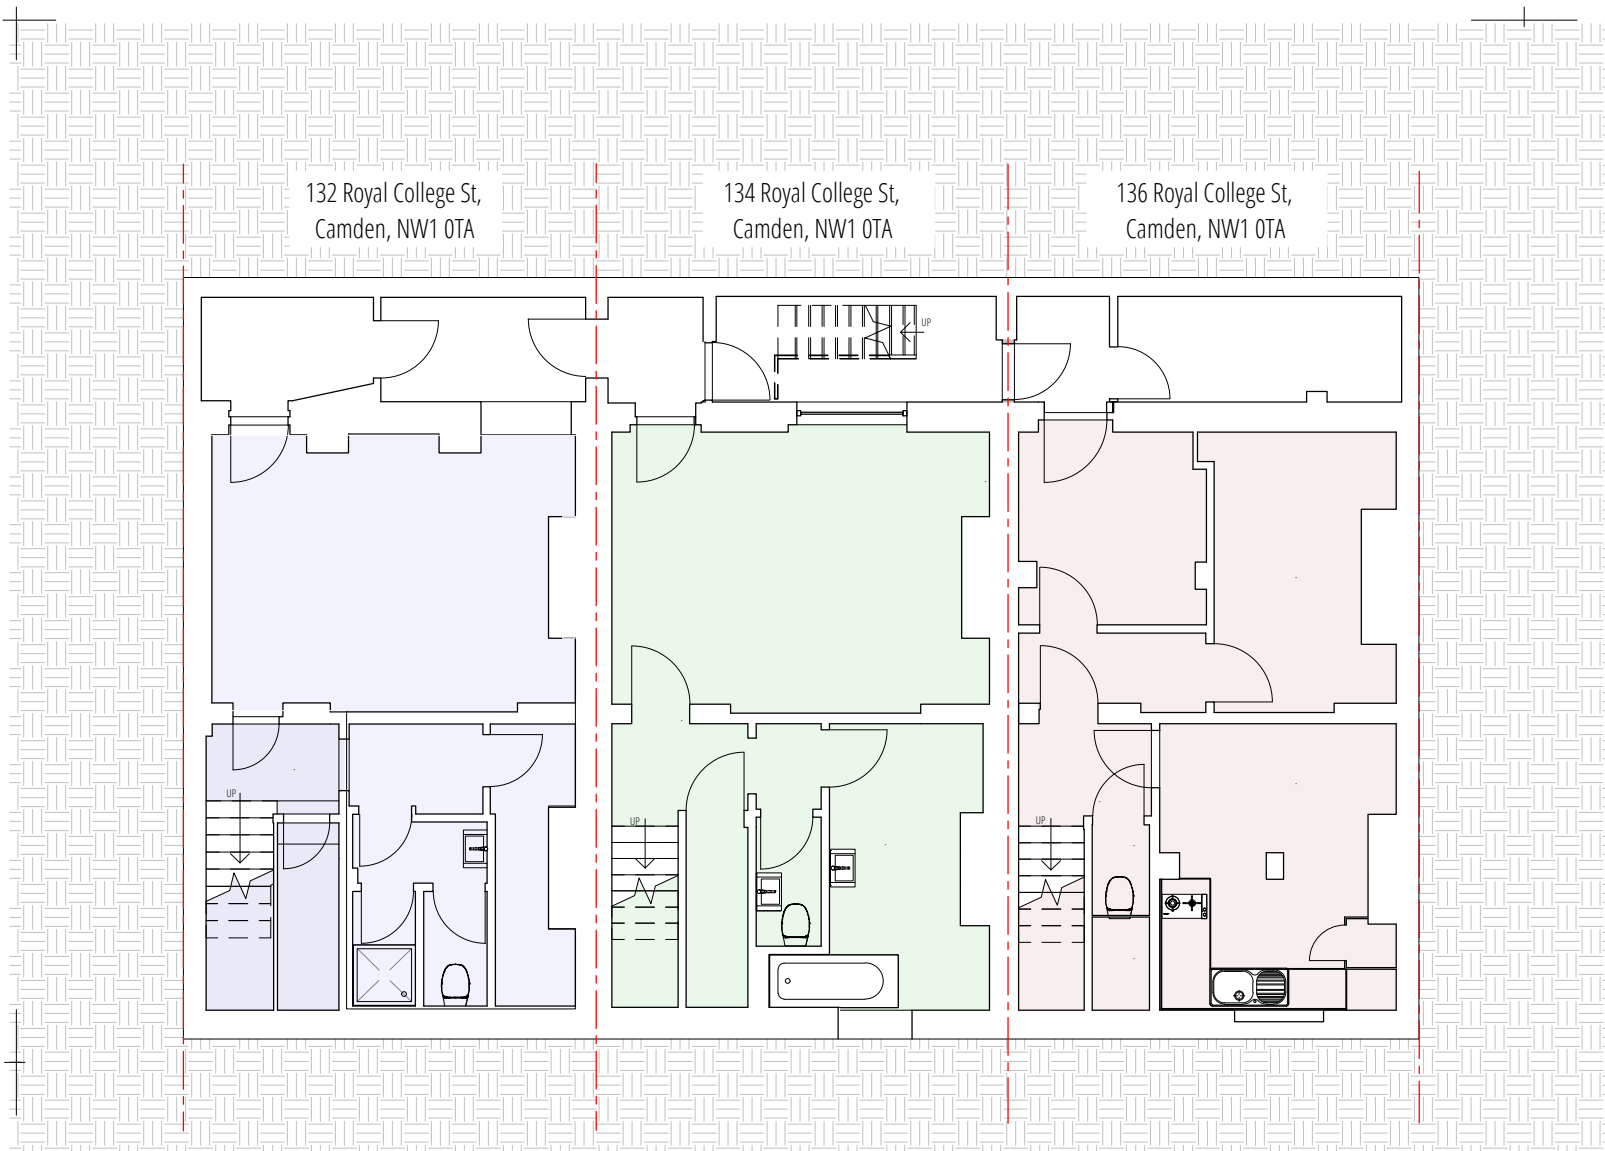 132 Royal College St,
Camden, NW1 0TA
134 Royal College St,
Camden, NW1 0TA
136 Royal College St,
Camden, NW1 0TA
UP
UP
UP
UP